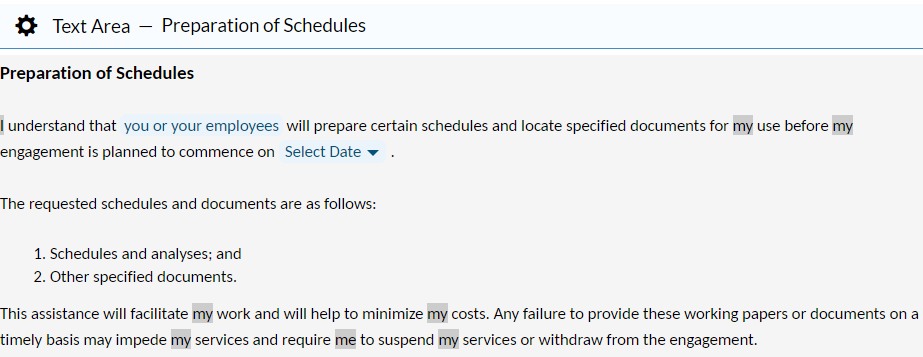 Text Area — Preparation of Schedules
Preparation of Schedules
I understand that you or your employees will prepare certain schedules and locate specified documents for my use before my
engagement is planned to commence on Select Date .
The requested schedules and documents are as follows:
1. Schedules and analyses; and
2. Other specified documents.
This assistance will facilitate my work and will help to minimize my costs. Any failure to provide these working papers or documents on a
timely basis may impede my services and require me to suspend my services or withdraw from the engagement.